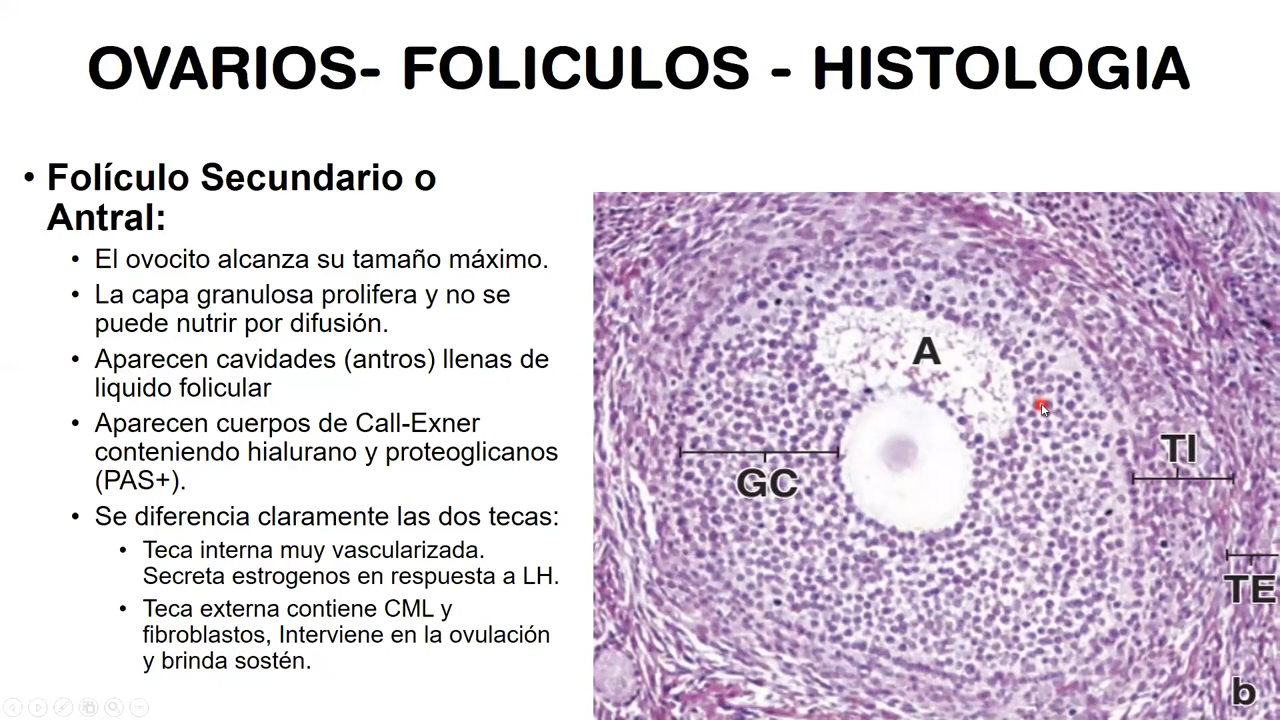 OVARIOS- FOLICULOS - HISTOLOGIA
• Folículo Secundario o
Antral:
• El ovocito alcanza su tamaño máximo.
• La capa granulosa prolifera y no se
puede nutrir por difusión.
• Aparecen cavidades (antros) llenas de
liquido folicular
• Aparecen cuerpos de Call-Exner
conteniendo hialurano y proteoglicanos
(PAS+).
• Se diferencia claramente las dos tecas:
• Teca interna muy vascularizada.
Secreta estrogenos en respuesta a LH.
• Teca externa contiene CML y
fibroblastos, Interviene en la ovulación
y brinda sostén.
A
GC
TI
TE
b